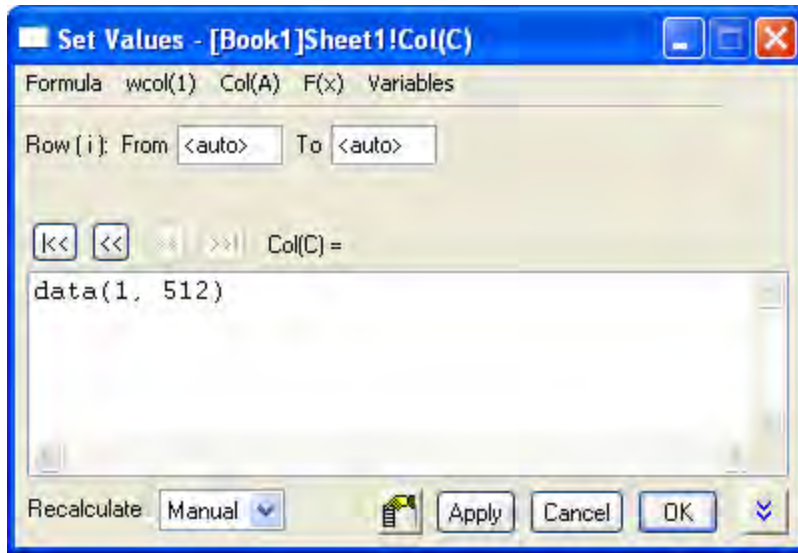 Set Values - [Book1]Sheet1!Col(C)
Formula wcol(1) Col(A) F(x) Variables
Row (i): From <auto> To <auto>
|<< << >> >>| Col(C) =
data(1, 512)
Recalculate Manual Apply Cancel OK